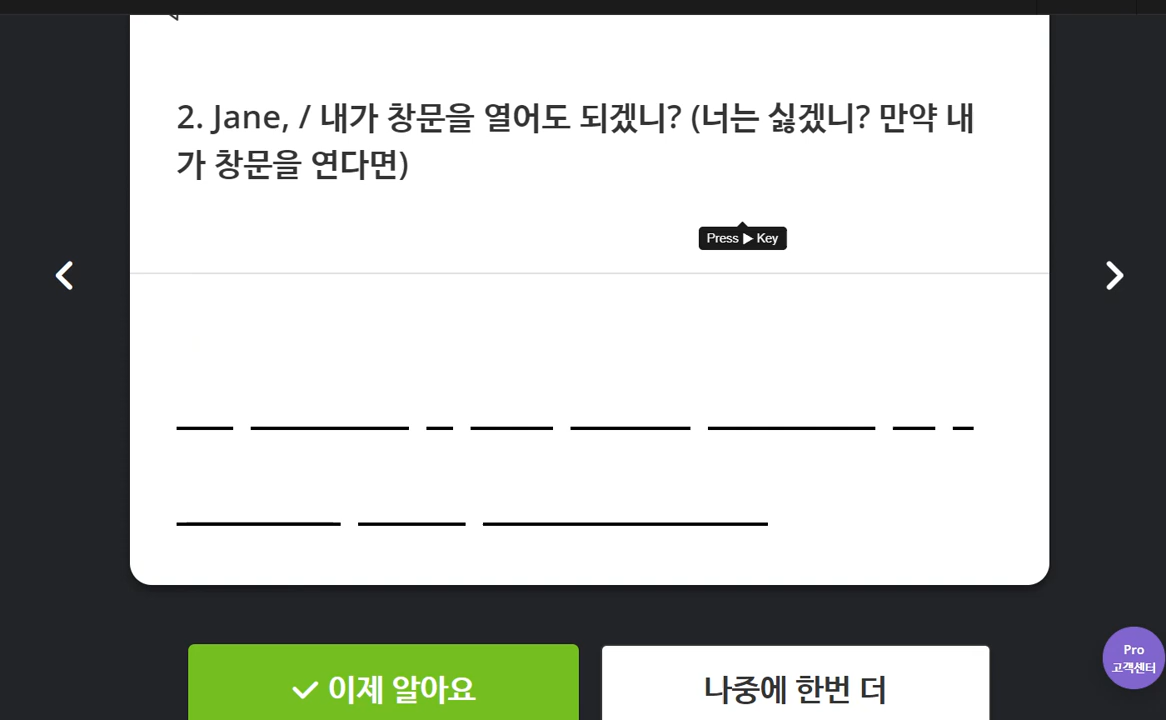 2. Jane, / 내가 창문을 열어도 되겠니? (너는 싫겠니? 만약 내
가 창문을 연다면)
Press ▶ Key
Pro
고객센터
이제 알아요
나중에 한번 더